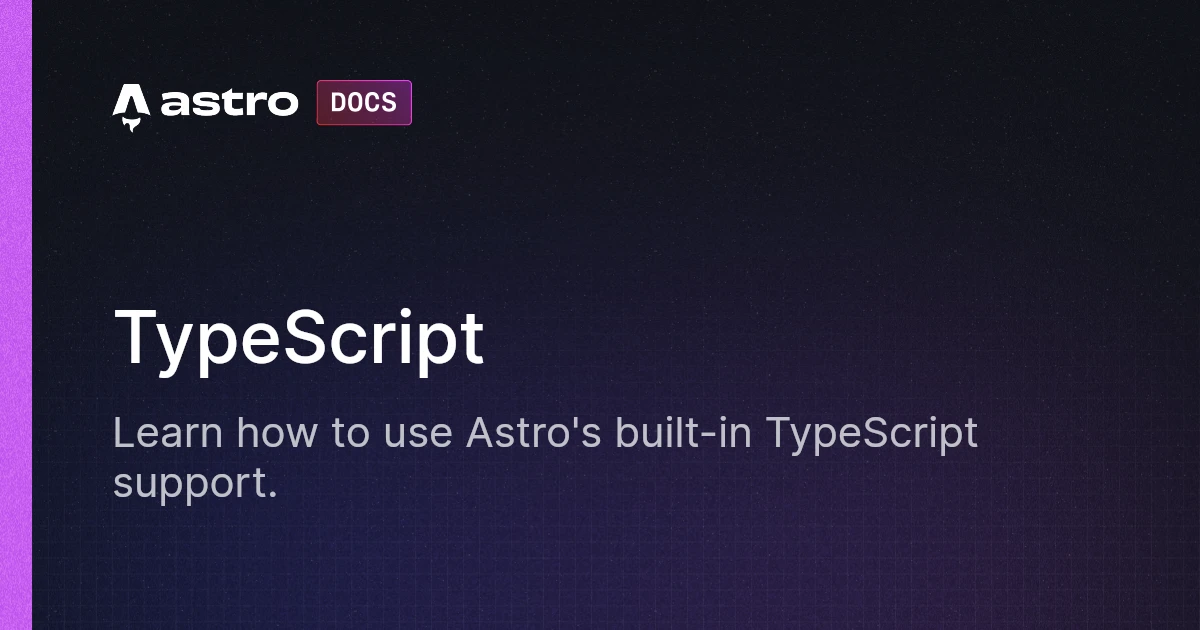 astro DOCS
TypeScript
Learn how to use Astro's built-in TypeScript
support.